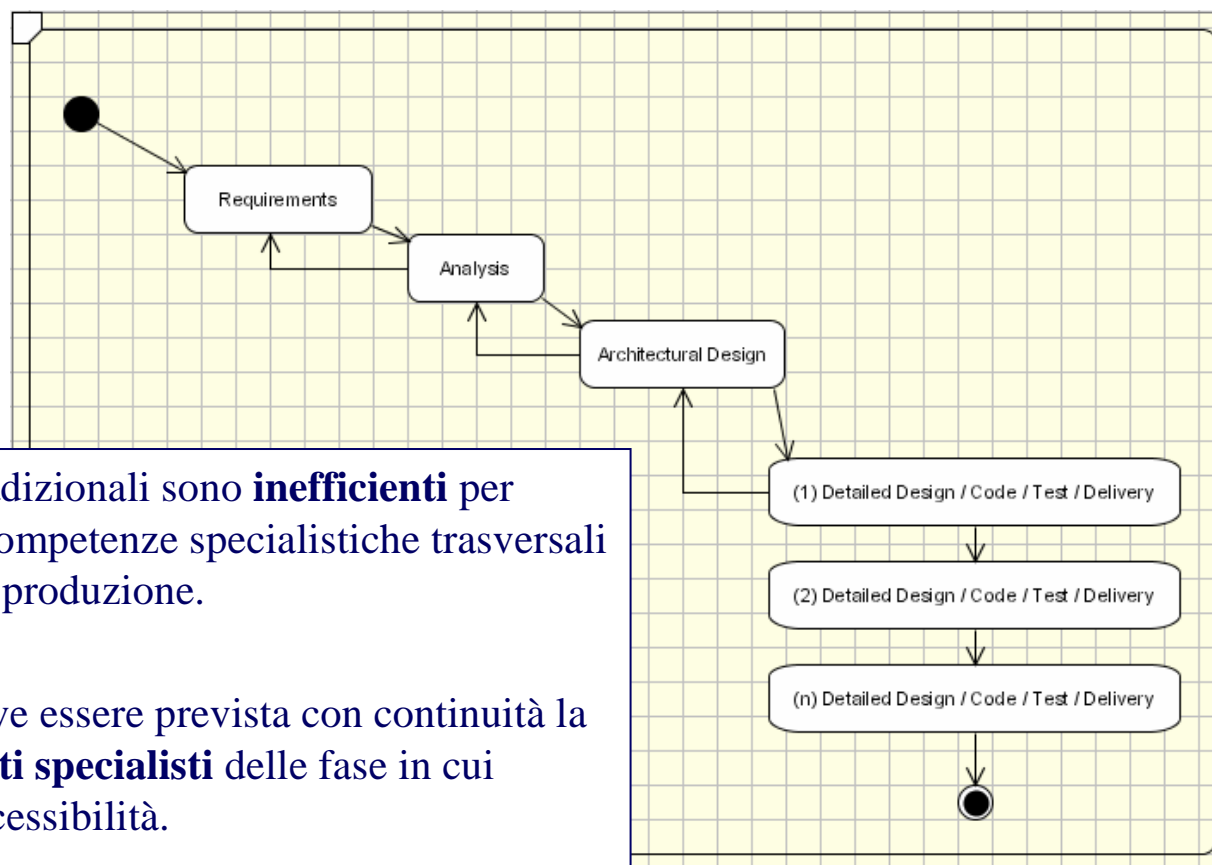 Requirements
Analysis
Architectural Design
dizionali sono inefficienti per
ompetenze specialistiche trasversali
produzione.
ve essere prevista con continuità la
ti specialisti delle fase in cui
cessibilità.
(1) Detailed Design / Code / Test / Delivery
(2) Detailed Design / Code / Test / Delivery
(n) Detailed Design / Code / Test / Delivery